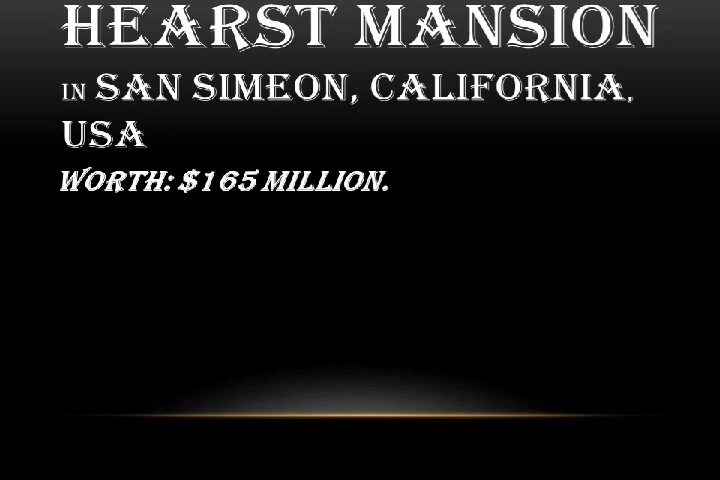 HEARST MANSION
IN SAN SIMEON, CALIFORNIA,
USA
WORTH: $165 MILLION.